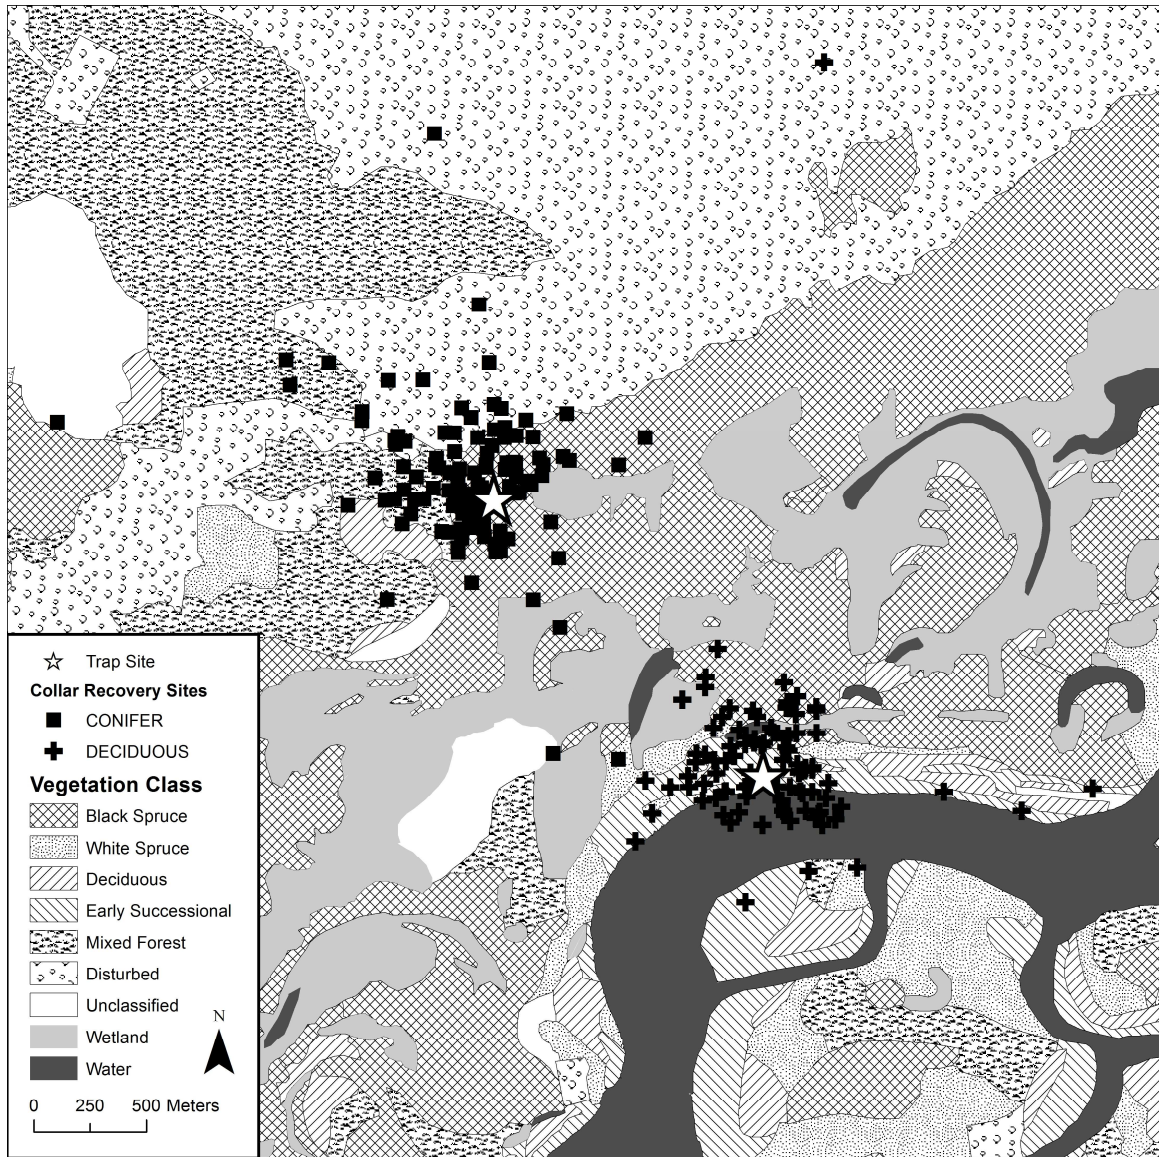 Trap Site
Collar Recovery Sites
CONIFER
DECIDUOUS
Vegetation Class
Black Spruce
White Spruce
Deciduous
Early Successional
Mixed Forest
Disturbed
Unclassified
N
Wetland
Water
0 250 500 Meters